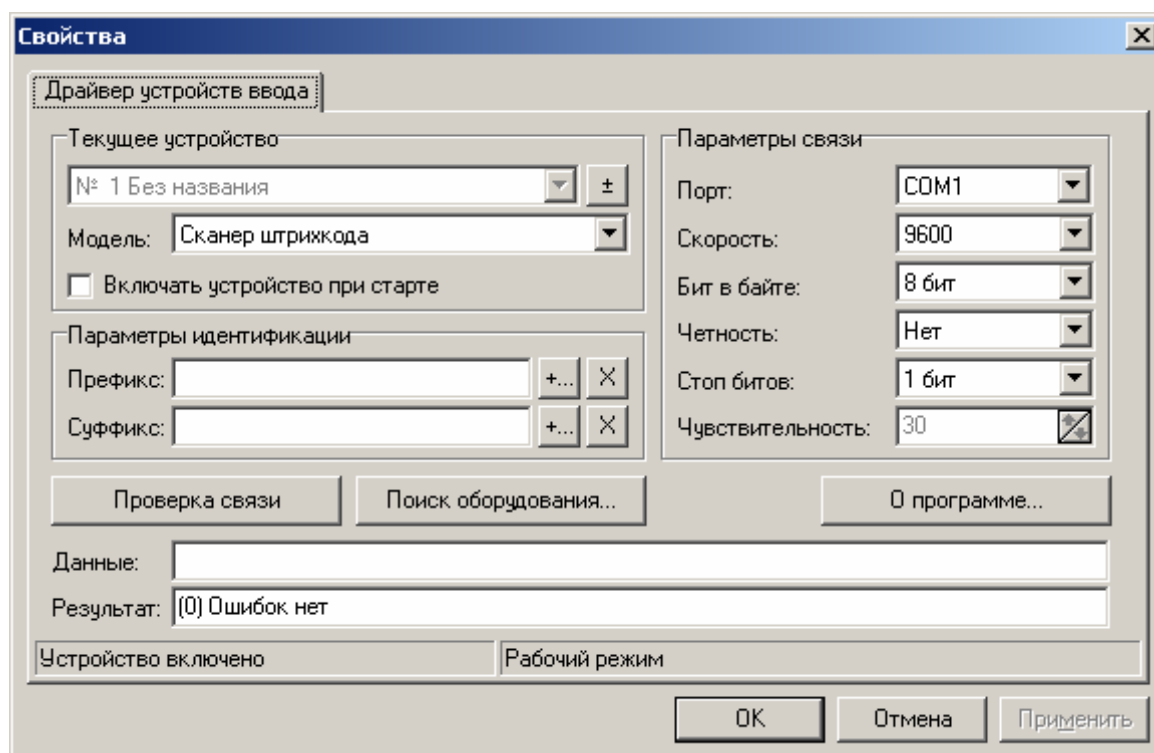 Свойства
Драйвер устройств ввода
Текущее устройство
№ 1 Без названия
±
Модель: Сканер штрихкода
Включать устройство при старте
Параметры идентификации
Префикс: +... X
Суффикс: +... X
Параметры связи
Порт: COM1
Скорость: 9600
Бит в байте: 8 бит
Четность: Нет
Стоп битов: 1 бит
Чувствительность: 30
Проверка связи Поиск оборудования... О программе...
Данные:
Результат: (0) Ошибок нет
Устройство включено Рабочий режим
OK Отмена Применить